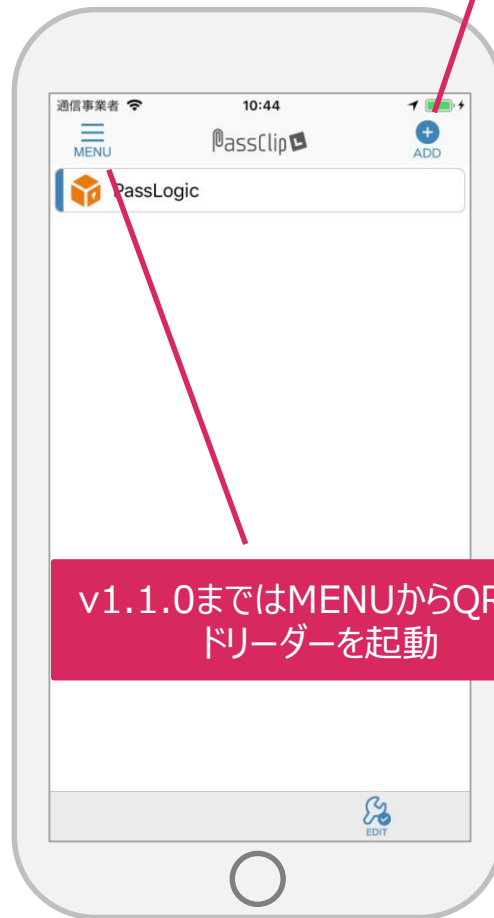 通信事業者 10:44
MENU PassClip L ADD
PassLogic
v1.1.0まではMENUからQR
ドリーダーを起動
EDIT